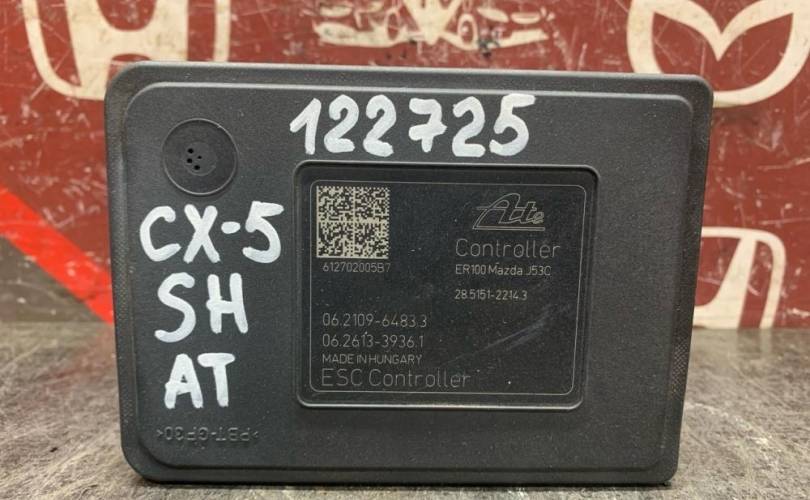 122725
CX-5
SH
AT
612702005B7
Ate
Controller
ER100 Mazda J53C
28.5151-2214.3
06.2109-6483.3
06.2613-3936.1
MADE IN HUNGARY
ESC Controller
>PBT-GF30<